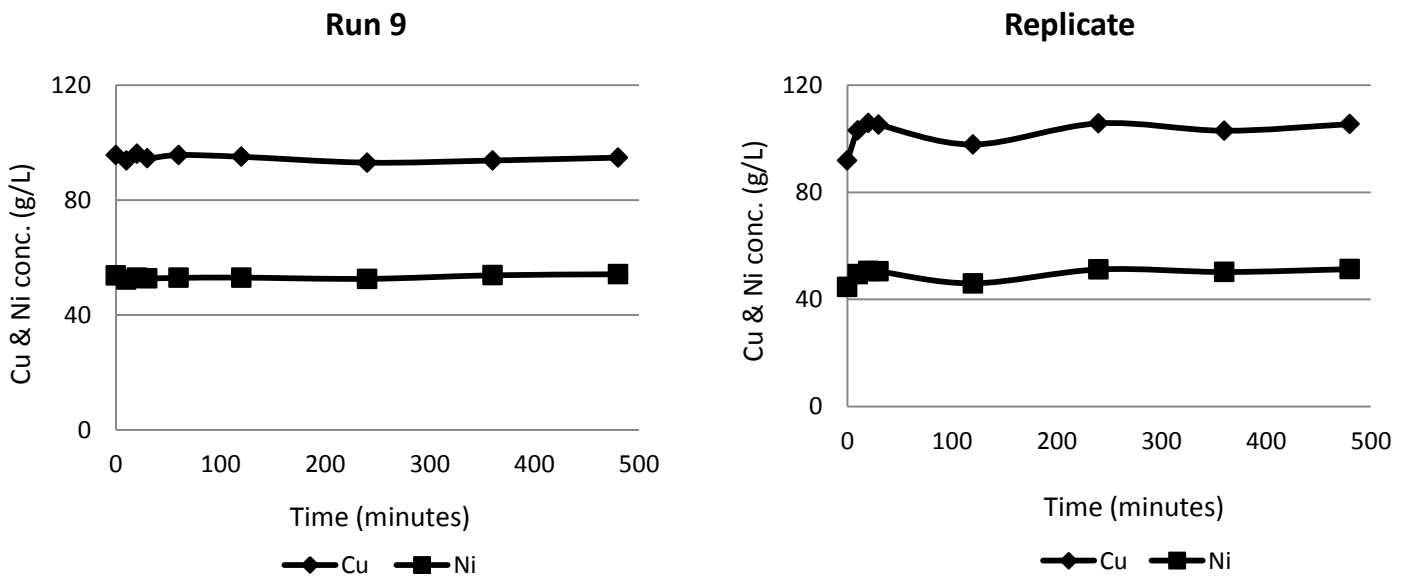 Run 9
120
80
40
0
Cu & Ni conc. (g/L)
0 100 200 300 400 500
Time (minutes)
Cu Ni
Replicate
120
80
40
0
Cu & Ni conc. (g/L)
0 100 200 300 400 500
Time (minutes)
Cu Ni